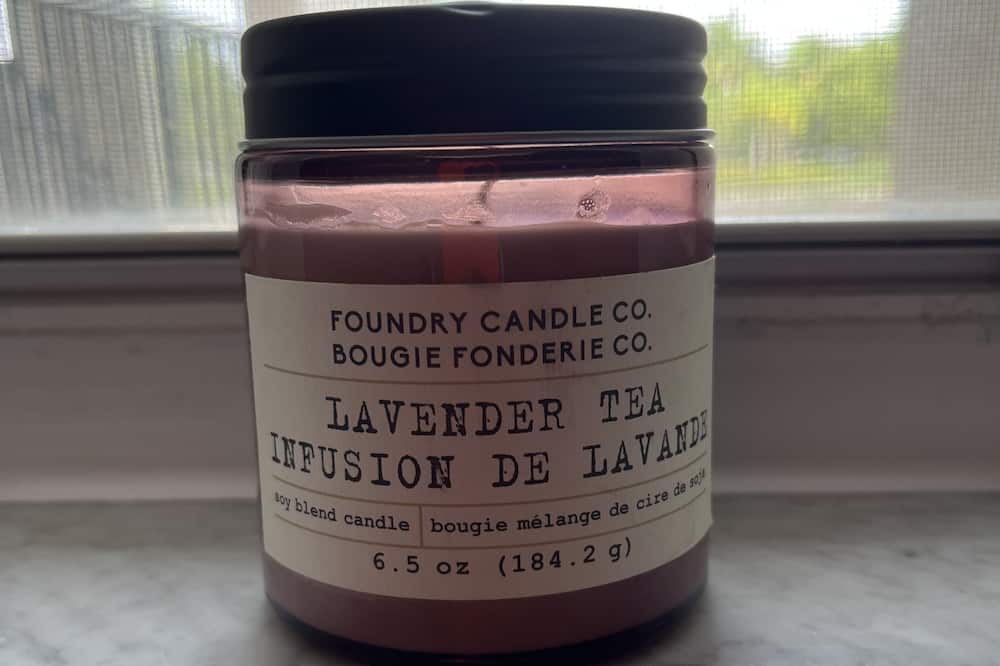 FOUNDRY CANDLE CO.
BOUGIE FONDERIE CO.
LAVENDER TEA
INFUSION DE LAVANDE
soy blend candle | bougie mélange de cire de soja
6.5 oz (184.2 g)